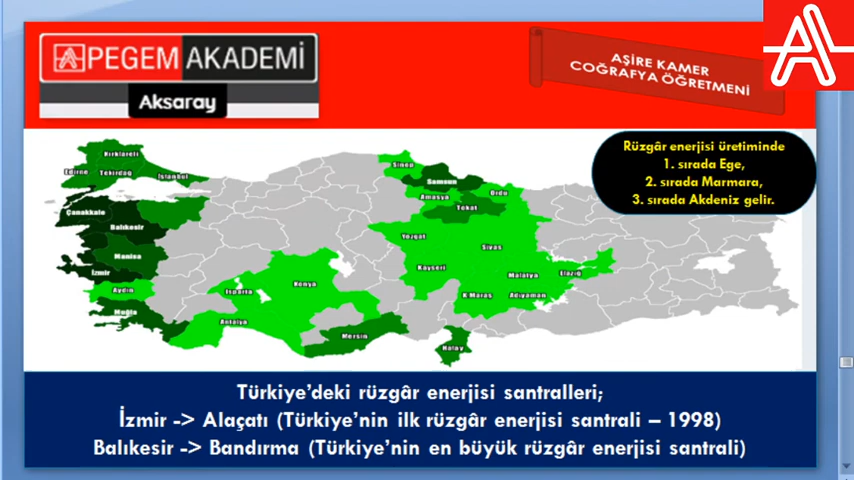 PEGEM AKADEMİ
Aksaray
AŞİRE KAMER
COĞRAFYA ÖĞRETMENİ
Rüzgâr enerjisi üretiminde
1. sırada Ege,
2. sırada Marmara,
3. sırada Akdeniz gelir.
Kırklareli
Edirne Tekirdağ İstanbul
Çanakkale
Balıkesir
Manisa
İzmir
Aydın
Muğla
Isparta
Antalya
Konya
Mersin
Hatay
Sinop
Samsun
Amasya
Ordu
Tokat
Yozgat
Sivas
Kayseri
Malatya
Elazığ
K Maraş
Adıyaman
Türkiye'deki rüzgâr enerjisi santralleri;
İzmir -> Alaçatı (Türkiye'nin ilk rüzgâr enerjisi santrali – 1998)
Balıkesir -> Bandırma (Türkiye'nin en büyük rüzgâr enerjisi santrali)